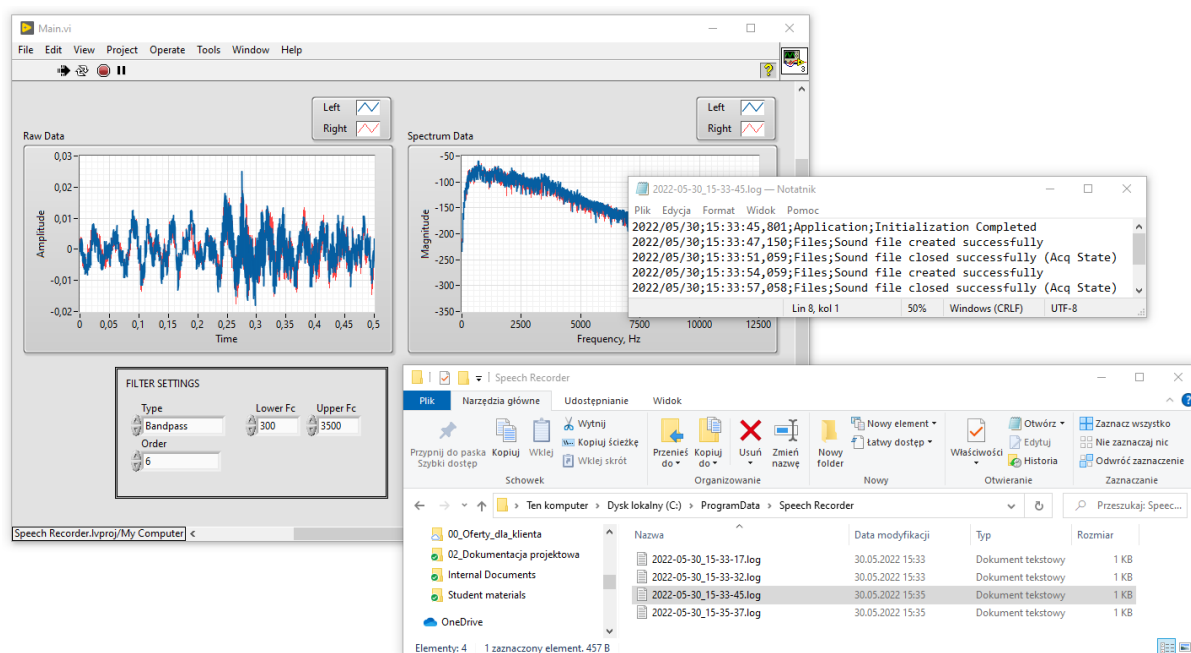 Main.vi
File Edit View Project Operate Tools Window Help
3
Left
Right
Raw Data
0,03
0,02
0,01
0
-0,01
-0,02
Amplitude
0 0,05 0,1 0,15 0,2 0,25 0,3 0,35 0,4 0,45 0,5
Time
Left
Right
Spectrum Data
-50
-100
-150
-200
-250
-300
-350
Magnitude
0 2500 5000 7500 10000 12500
Frequency, Hz
FILTER SETTINGS
Type
Bandpass
Lower Fc
300
Upper Fc
3500
Order
6
Speech Recorder.lvproj/My Computer
2022-05-30_15-33-45.log — Notatnik
Plik Edycja Format Widok Pomoc
2022/05/30;15:33:45,801;Application;Initialization Completed
2022/05/30;15:33:47,150;Files;Sound file created successfully
2022/05/30;15:33:51,059;Files;Sound file closed successfully (Acq State)
2022/05/30;15:33:54,059;Files;Sound file created successfully
2022/05/30;15:33:57,058;Files;Sound file closed successfully (Acq State)
Lin 8, kol 1 50% Windows (CRLF) UTF-8
Speech Recorder
Plik Narzędzia główne Udostępnianie Widok
Przypnij do paska Szybki dostęp
Kopiuj
Wklej
Wytnij
Kopiuj ścieżkę
Wklej skrót
Schowek
Przenieś do
Kopiuj do
Usuń
Zmień nazwę
Organizowanie
Nowy folder
Nowy element
Łatwy dostęp
Nowy
Właściwości
Otwórz
Edytuj
Historia
Otwieranie
Zaznacz wszystko
Nie zaznaczaj nic
Odwróć zaznaczenie
Zaznaczanie
Ten komputer > Dysk lokalny (C:) > ProgramData > Speech Recorder
Przeszukaj: Speec...
00_Oferty_dla_klienta
02_Dokumentacja projektowa
Internal Documents
Student materials
OneDrive
Nazwa Data modyfikacji Typ Rozmiar
2022-05-30_15-33-17.log 30.05.2022 15:33 Dokument tekstowy 1 KB
2022-05-30_15-33-32.log 30.05.2022 15:33 Dokument tekstowy 1 KB
2022-05-30_15-33-45.log 30.05.2022 15:35 Dokument tekstowy 1 KB
2022-05-30_15-35-37.log 30.05.2022 15:35 Dokument tekstowy 1 KB
Elementy: 4 1 zaznaczony element. 457 B